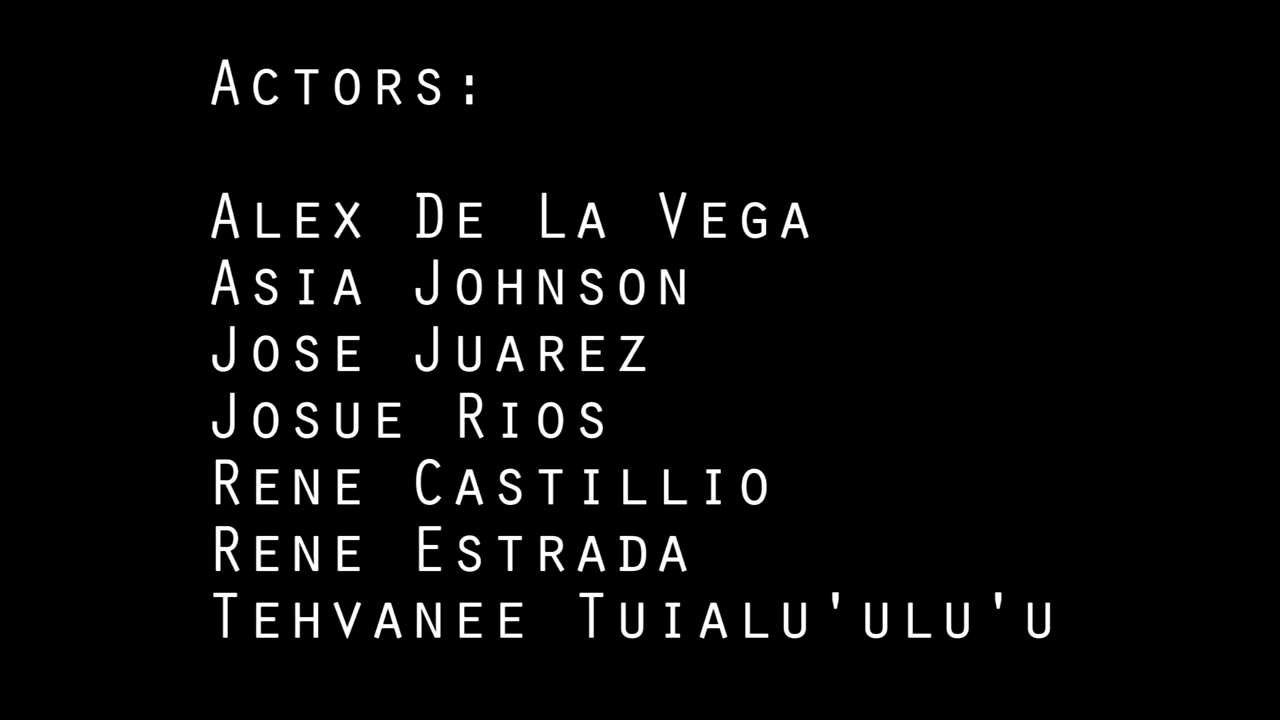 Actors:
Alex De La Vega
Asia Johnson
Jose Juarez
Josue Rios
Rene Castillio
Rene Estrada
Tehvanee Tuialu'ulu'u